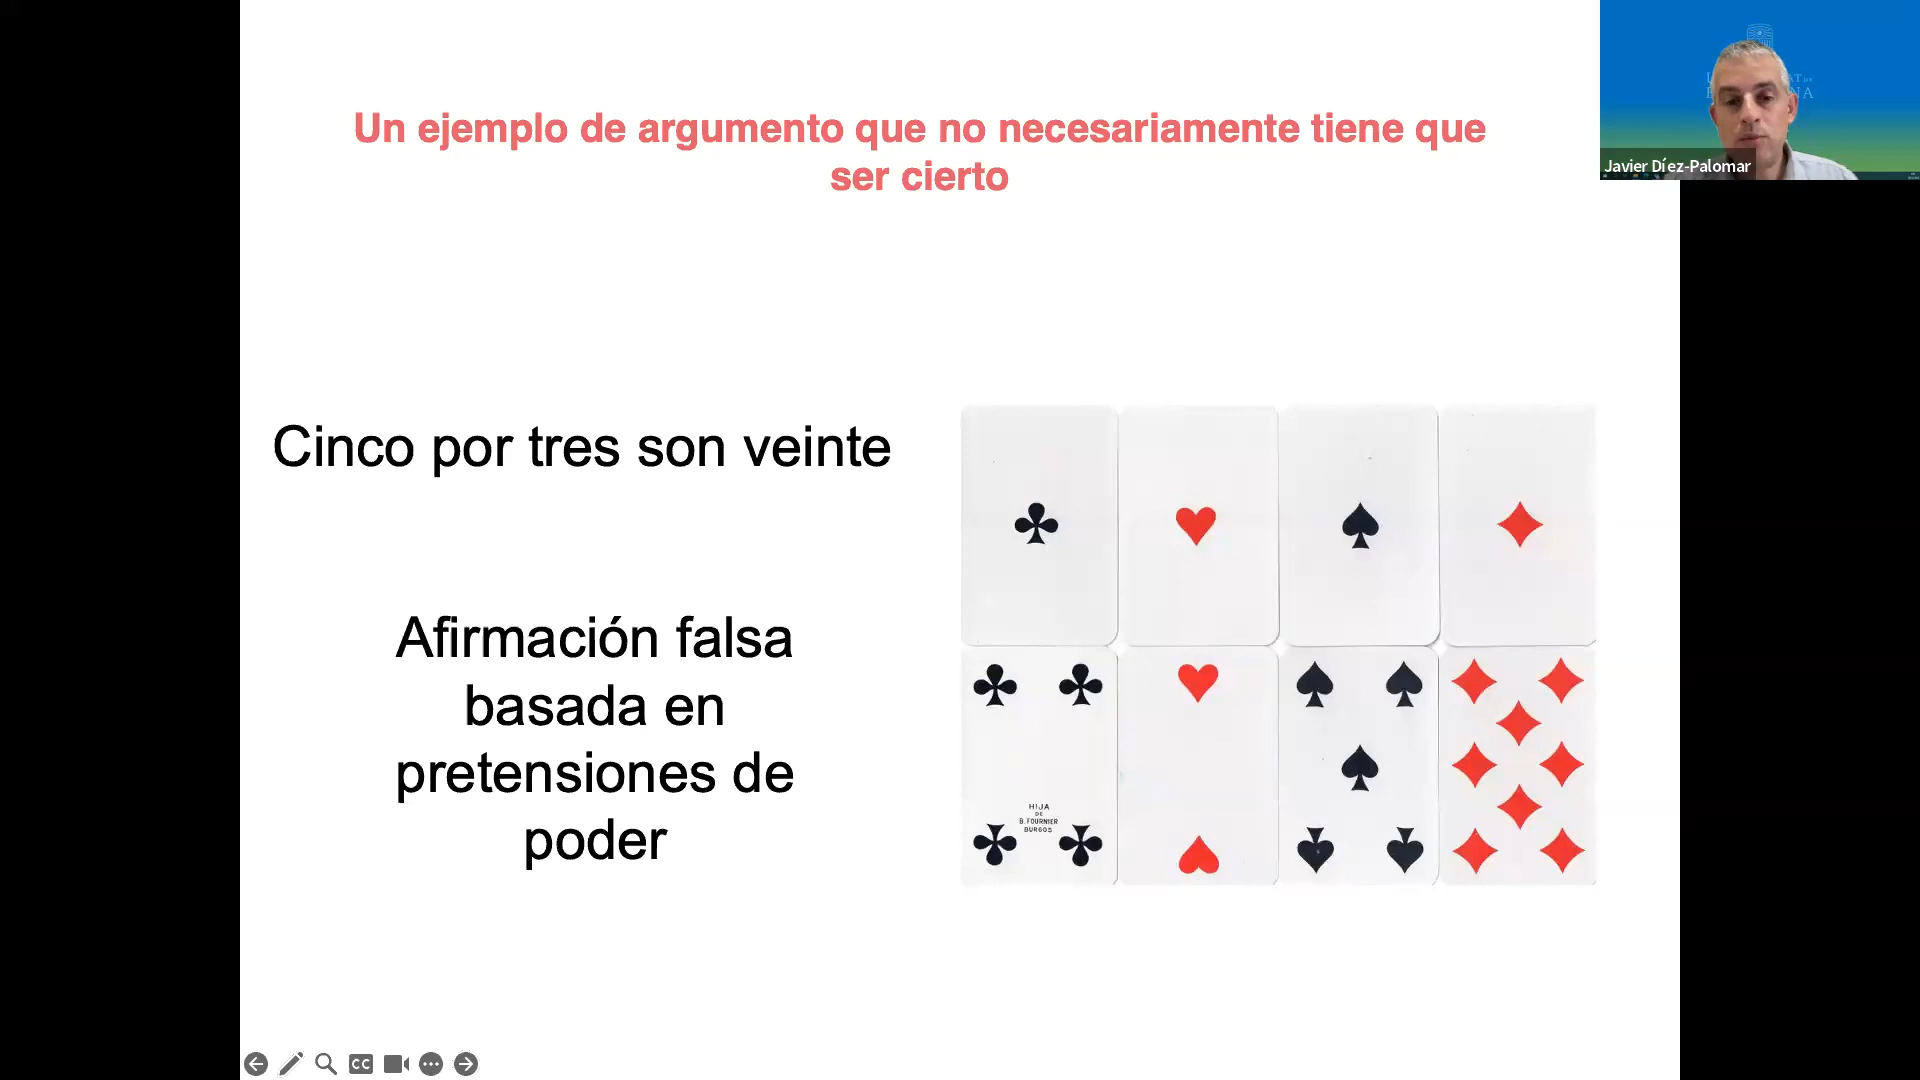 Un ejemplo de argumento que no necesariamente tiene que
ser cierto
Javier Díez-Palomar
Cinco por tres son veinte
Afirmación falsa
basada en
pretensiones de
poder
HIJA
DE
B. FOURNIER
BURGOS
CC